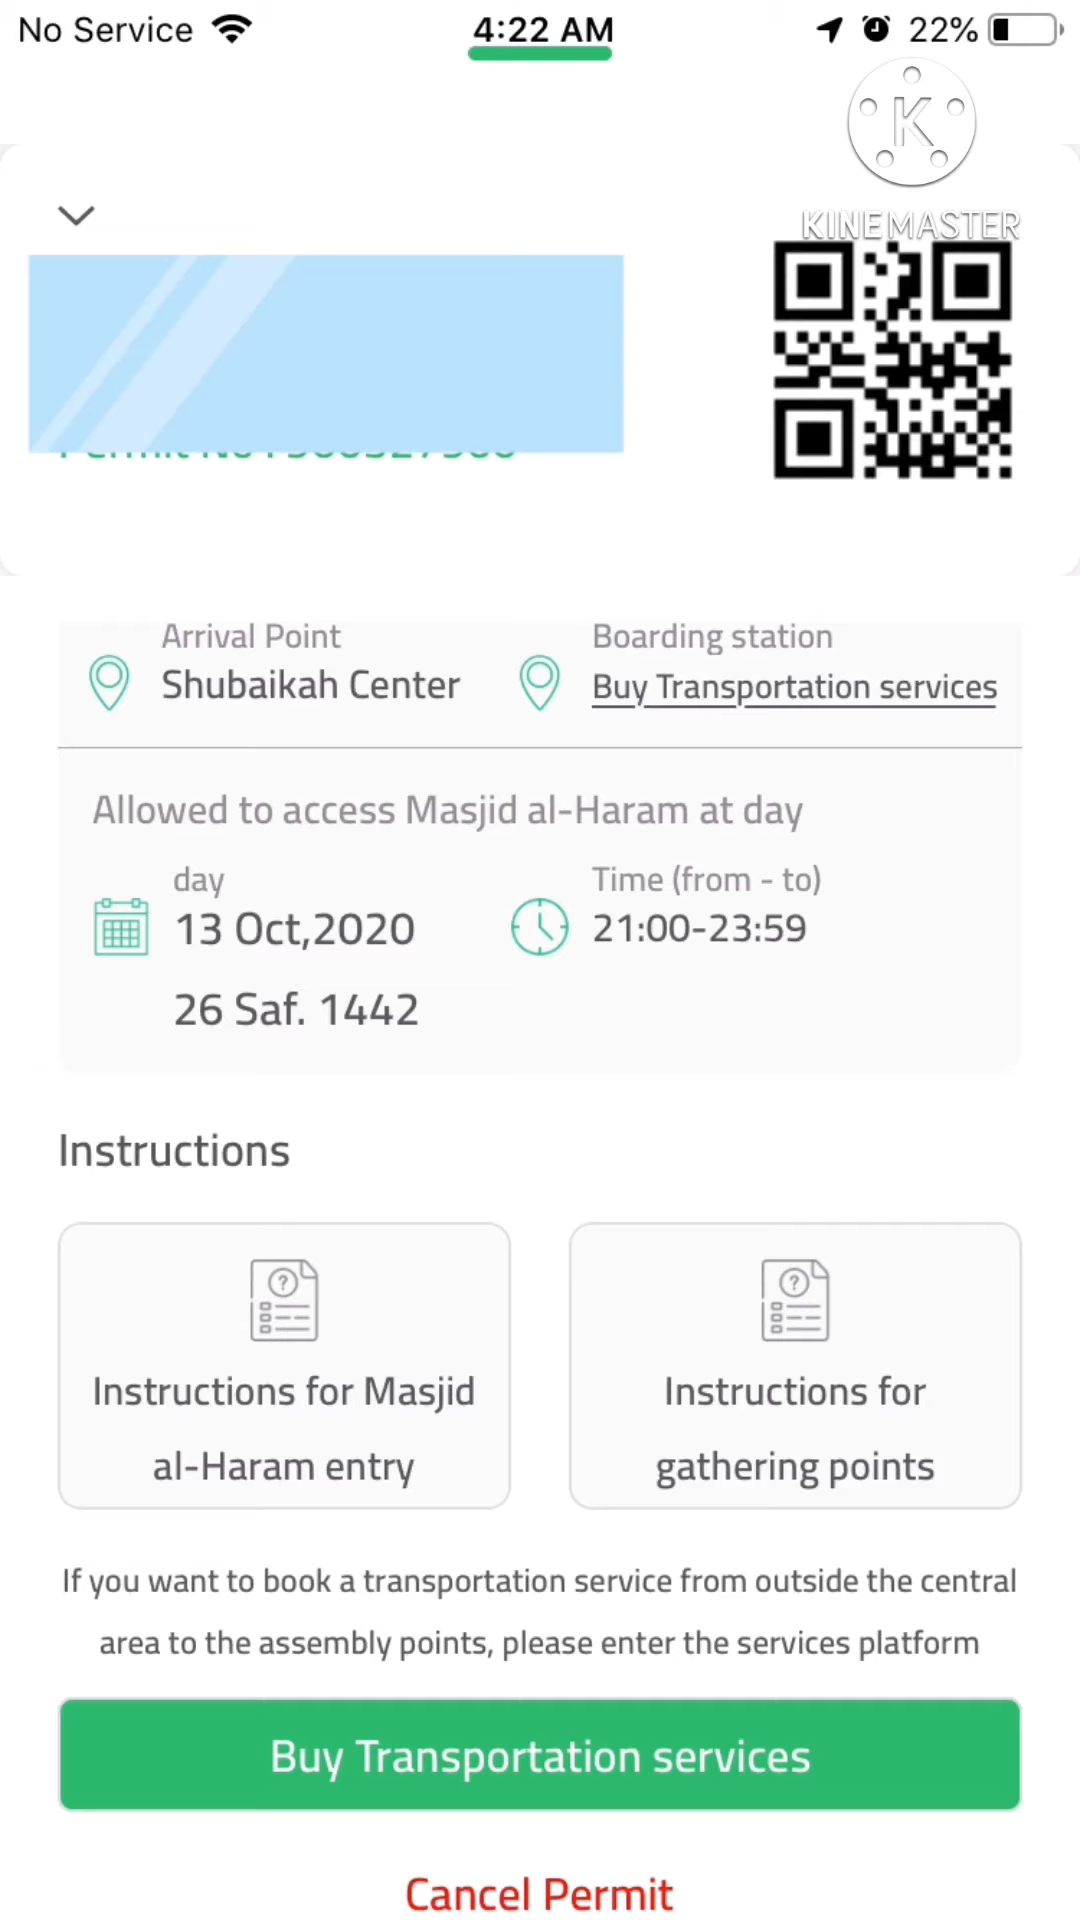 No Service
4:22 AM
22%
K
KINEMASTER
Permit No
Arrival Point
Shubaikah Center
Boarding station
Buy Transportation services
Allowed to access Masjid al-Haram at day
day
13 Oct,2020
26 Saf. 1442
Time (from - to)
21:00-23:59
Instructions
Instructions for Masjid
al-Haram entry
Instructions for
gathering points
If you want to book a transportation service from outside the central
area to the assembly points, please enter the services platform
Buy Transportation services
Cancel Permit